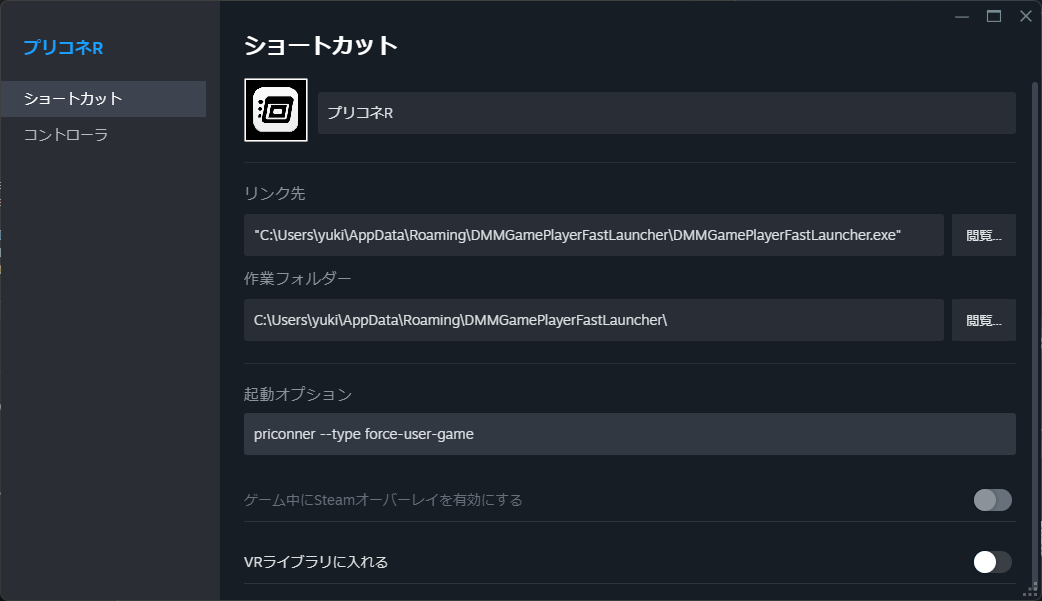 プリコネR
ショートカット
コントローラ
ショートカット
プリコネR
リンク先
"C:\Users\yuki\AppData\Roaming\DMMGamePlayerFastLauncher\DMMGamePlayerFastLauncher.exe"
閲覧...
作業フォルダー
C:\Users\yuki\AppData\Roaming\DMMGamePlayerFastLauncher\
閲覧...
起動オプション
priconner --type force-user-game
ゲーム中にSteamオーバーレイを有効にする
VRライブラリに入れる